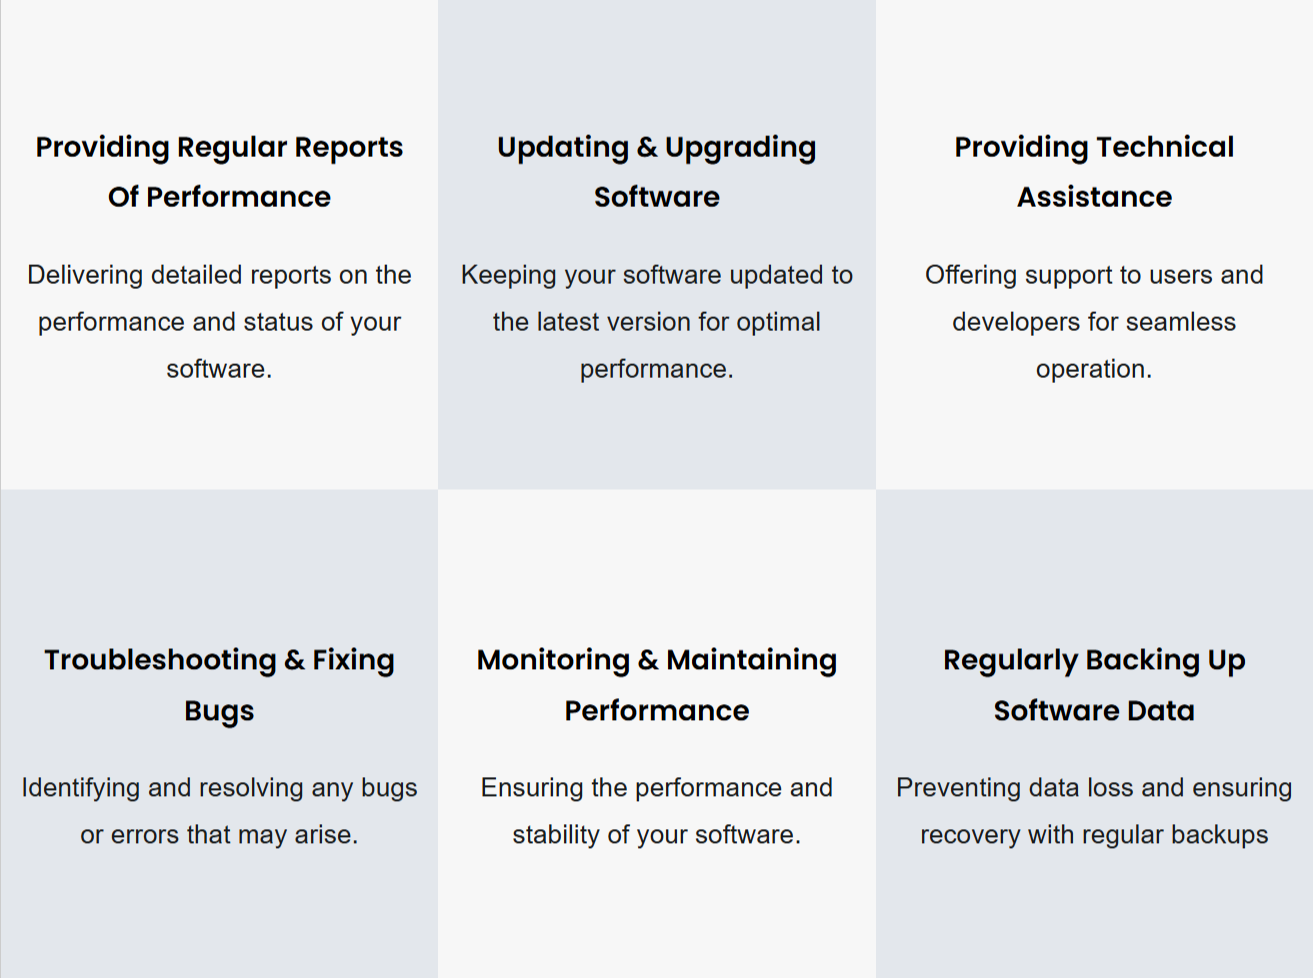 Providing Regular Reports
Of Performance
Delivering detailed reports on the
performance and status of your
software.
Updating & Upgrading
Software
Keeping your software updated to
the latest version for optimal
performance.
Providing Technical
Assistance
Offering support to users and
developers for seamless
operation.
Troubleshooting & Fixing
Bugs
Identifying and resolving any bugs
or errors that may arise.
Monitoring & Maintaining
Performance
Ensuring the performance and
stability of your software.
Regularly Backing Up
Software Data
Preventing data loss and ensuring
recovery with regular backups